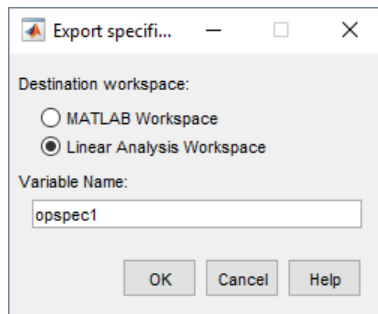 Export specifi...
Destination workspace:
MATLAB Workspace
Linear Analysis Workspace
Variable Name:
opspec1
OK Cancel Help